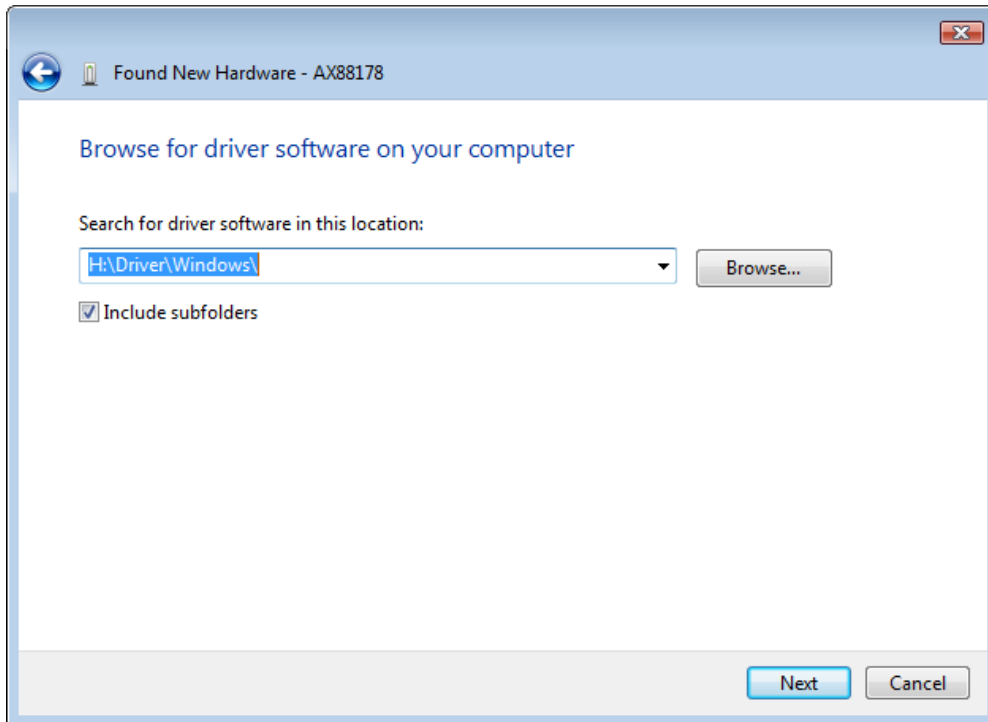 Found New Hardware - AX88178
Browse for driver software on your computer
Search for driver software in this location:
H:\Driver\Windows\
Browse...
Include subfolders
Next
Cancel